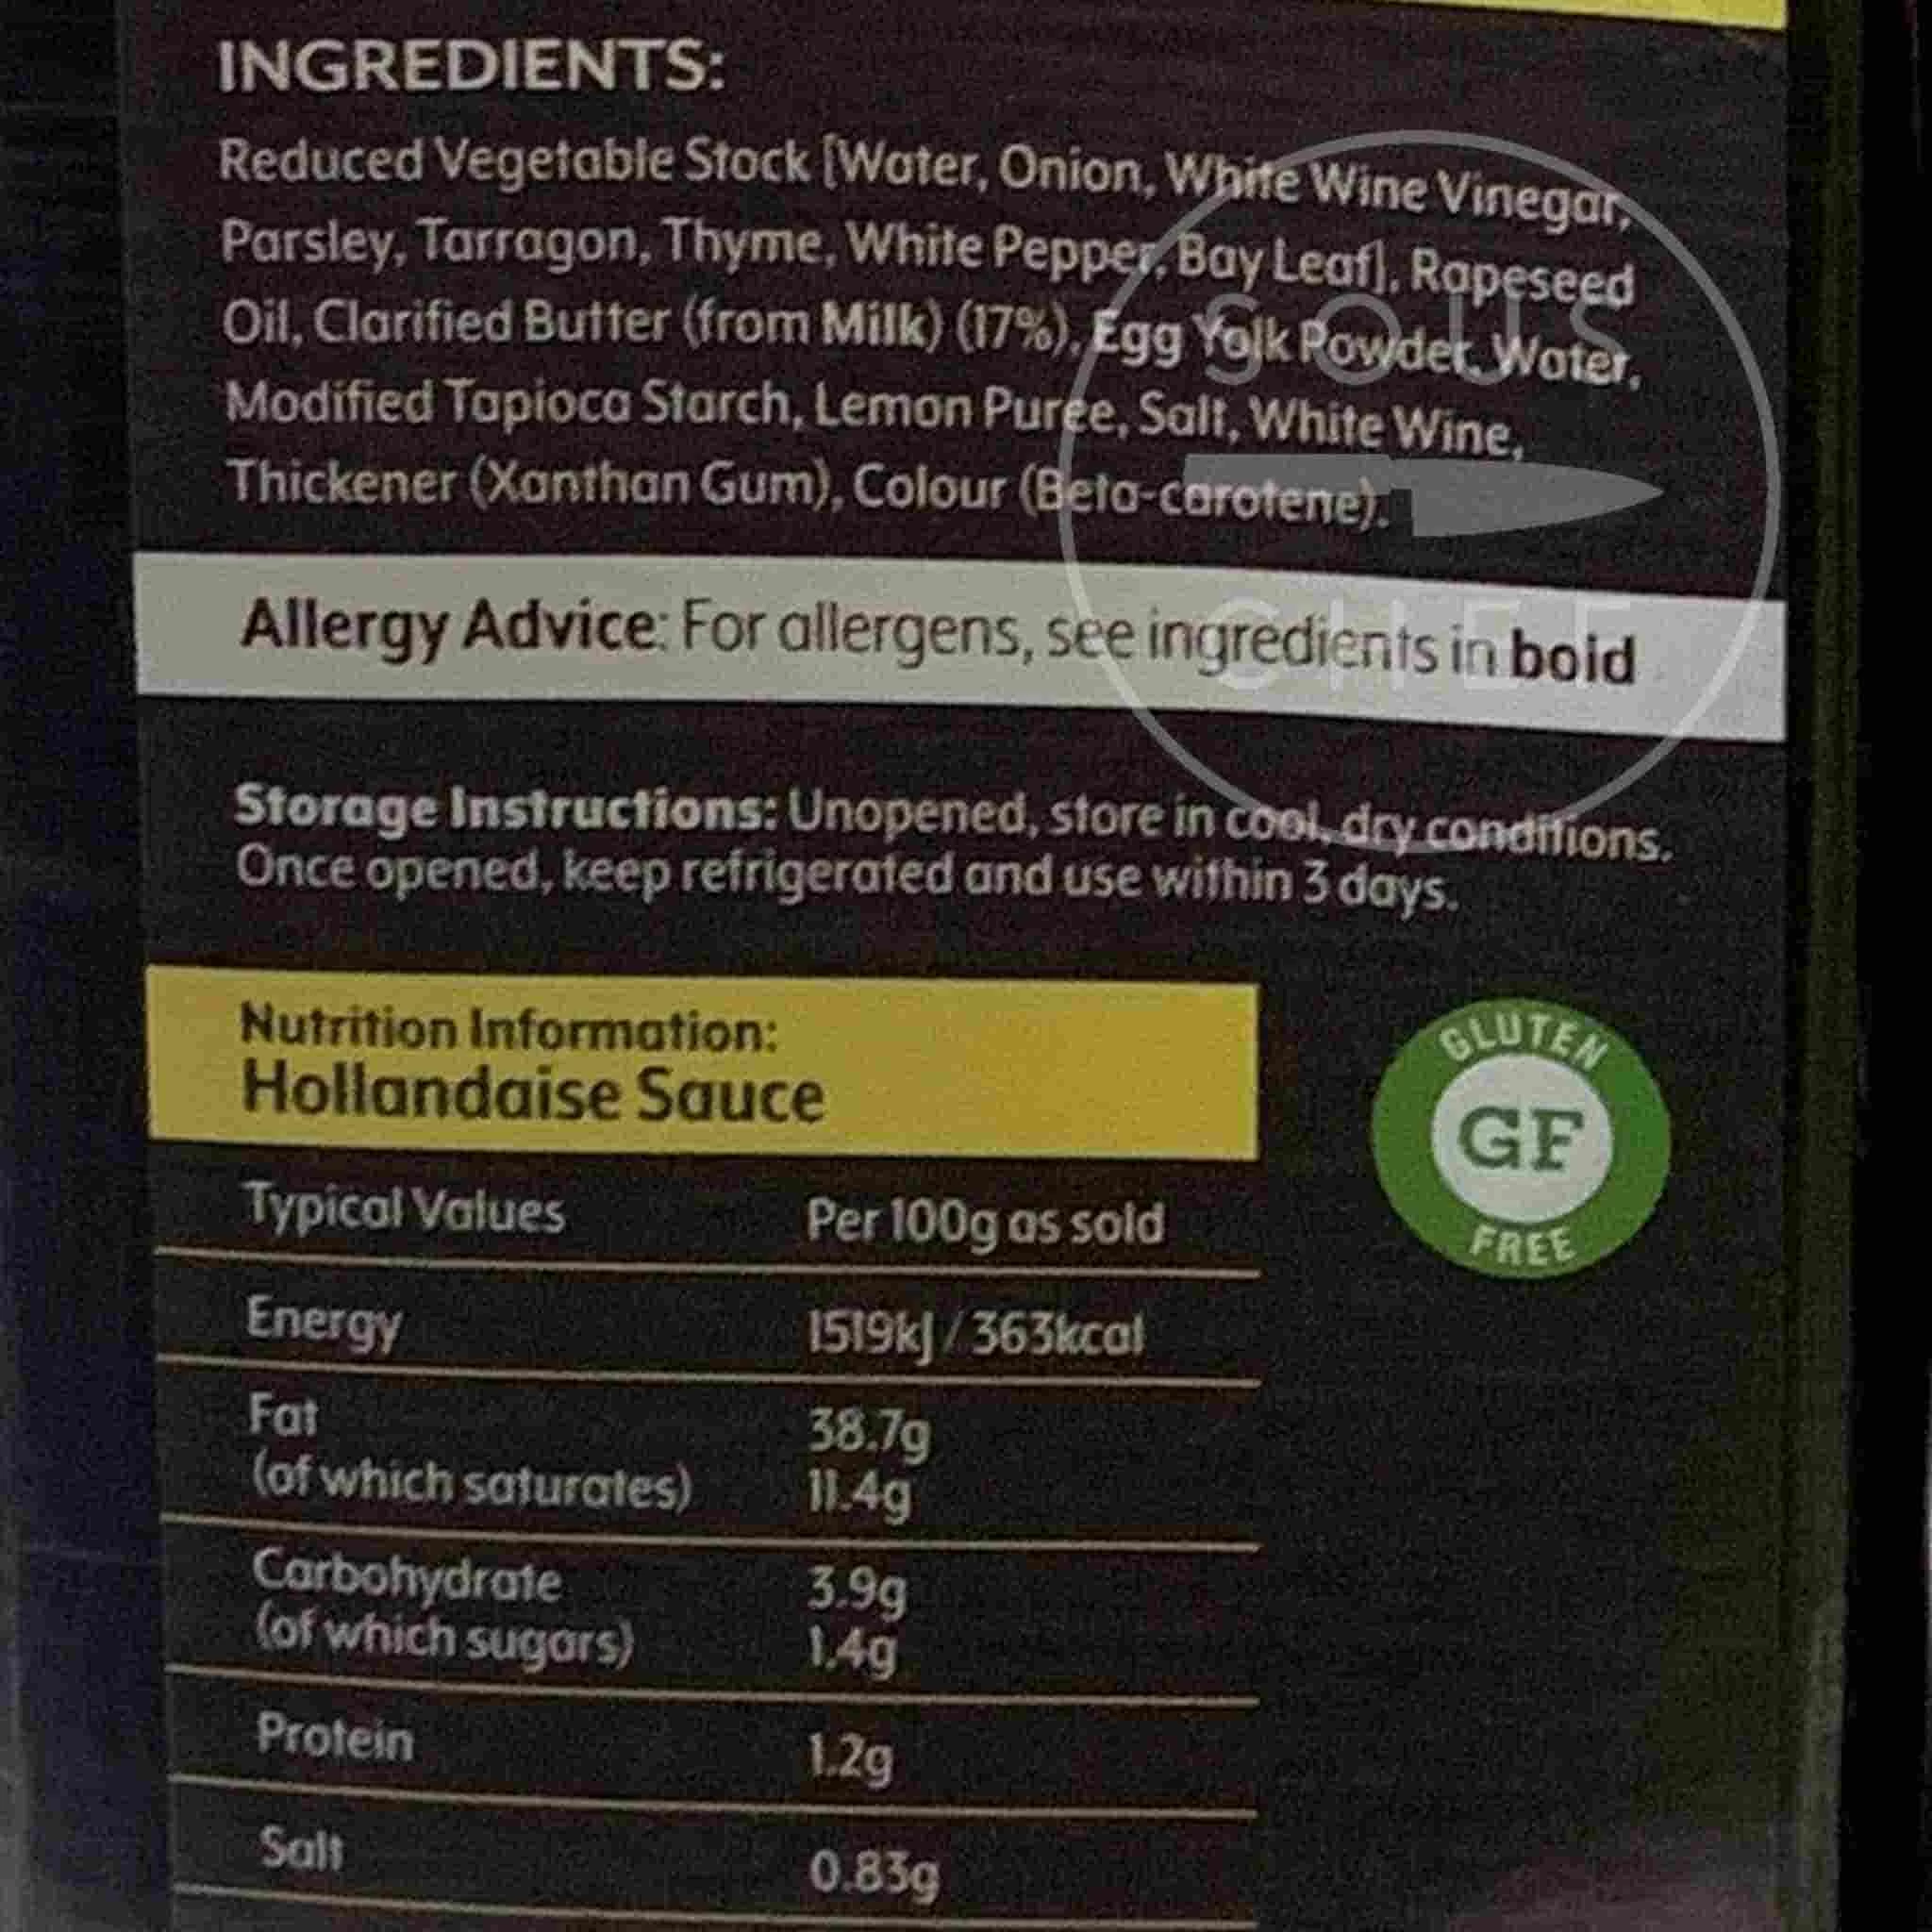 INGREDIENTS:
Reduced Vegetable Stock [Water, Onion, White Wine Vinegar,
Parsley, Tarragon, Thyme, White Pepper, Bay Leaf], Rapeseed
Oil, Clarified Butter (from Milk) (17%), Egg Yolk Powder, Water,
Modified Tapioca Starch, Lemon Purée, Salt, White Wine,
Thickener (Xanthan Gum), Colour (Beta-carotene).
SOUS
CHEF
Allergy Advice: For allergens, see ingredients in bold
Storage Instructions: Unopened, store in cool, dry conditions.
Once opened, keep refrigerated and use within 3 days.
Nutrition Information:
Hollandaise Sauce
GLUTEN
GF
FREE
Typical Values Per 100g as sold
Energy 1519kJ / 363kcal
Fat 38.7g
(of which saturates) 11.4g
Carbohydrate 3.9g
(of which sugars) 1.4g
Protein 1.2g
Salt 0.83g